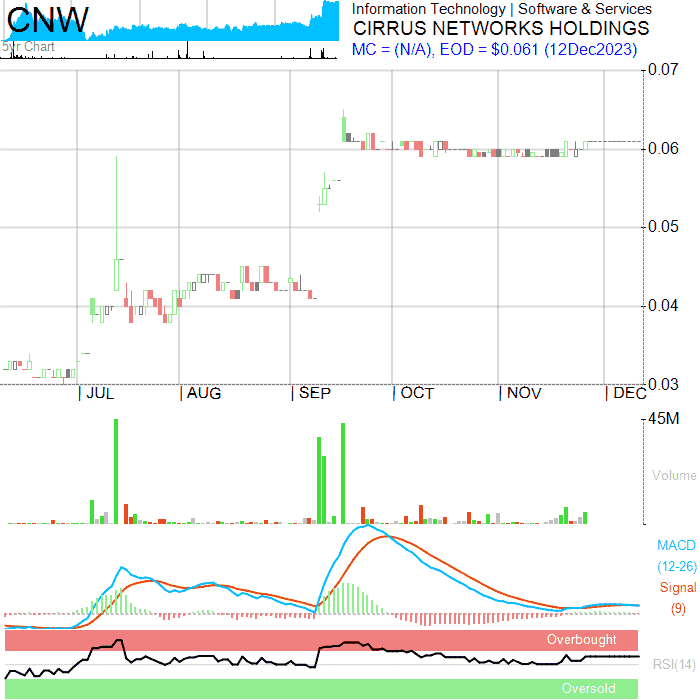 CNW
5yr Chart
Information Technology | Software & Services
CIRRUS NETWORKS HOLDINGS
MC = (N/A), EOD = $0.061 (12Dec2023)
0.07
0.06
0.05
0.04
0.03
| JUL | AUG | SEP | OCT | NOV | DEC
45M
Volume
MACD
(12-26)
Signal
(9)
Overbought
RSI(14)
Oversold